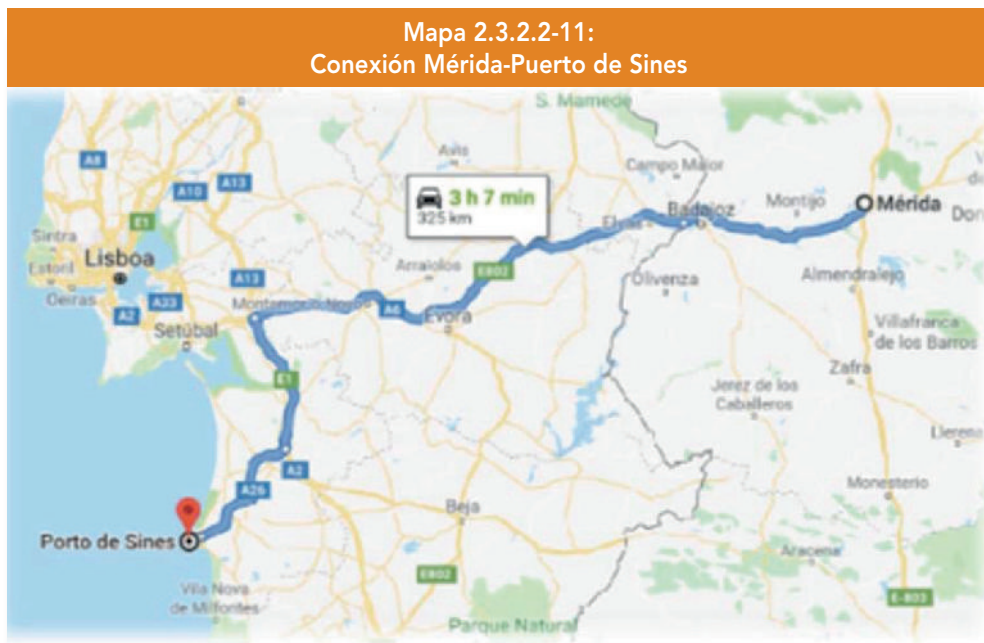 Mapa 2.3.2.2-11:
Conexión Mérida-Puerto de Sines
S. Mamede
Avis
A8
Campo Maior
A10
A13
3 h 7 min
325 km
Montijo
Mérida
Don
E1
Elvas
Badajoz
Sintra
Lisboa
Estoril
Oeiras
A13
Arraiolos
E802
Olivenza
Almendralejo
A2
A33
Montemor-o-Novo
A6
Évora
Setúbal
Villafranca
de los Barros
Zafra
E1
Jerez de los
Caballeros
Llerena
A2
A26
Monesterio
Beja
Porto de Sines
Aracena
E802
Vila Nova
de Milfontes
E-803
Parque Natural